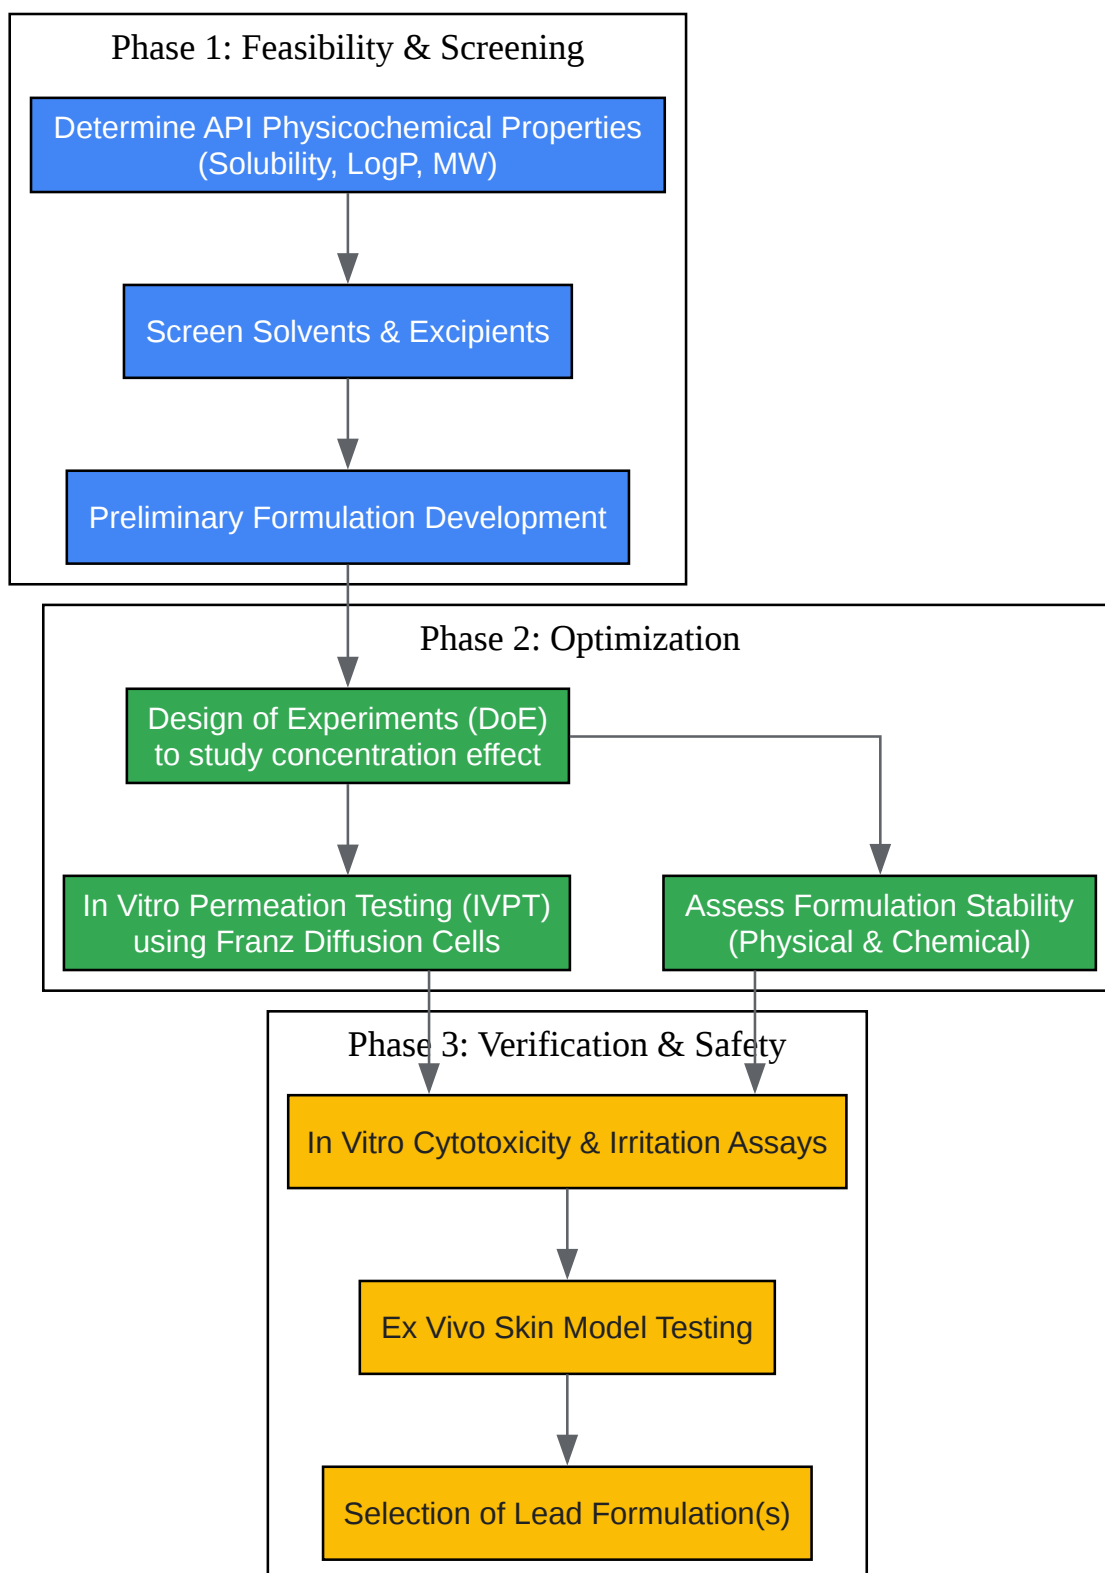 Phase 1: Feasibility & Screening
Determine API Physicochemical Properties
(Solubility, LogP, MW)
Screen Solvents & Excipients
Preliminary Formulation Development
Phase 2: Optimization
Design of Experiments (DoE)
to study concentration effect
In Vitro Permeation Testing (IVPT)
using Franz Diffusion Cells
Assess Formulation Stability
(Physical & Chemical)
Phase 3: Verification & Safety
In Vitro Cytotoxicity & Irritation Assays
Ex Vivo Skin Model Testing
Selection of Lead Formulation(s)